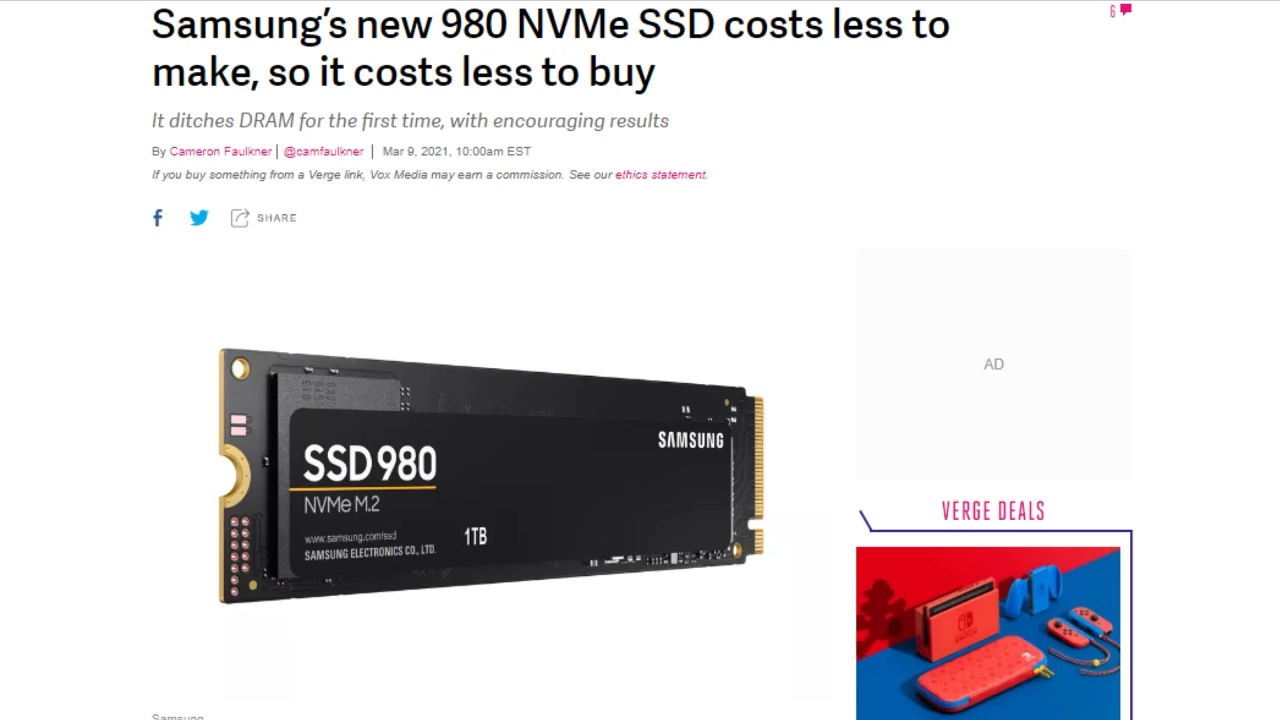 Samsung’s new 980 NVMe SSD costs less to
make, so it costs less to buy
6
It ditches DRAM for the first time, with encouraging results
By Cameron Faulkner | @camfaulkner | Mar 9, 2021, 10:00am EST
If you buy something from a Verge link, Vox Media may earn a commission. See our ethics statement.
f SHARE
AD
SAMSUNG
SSD 980
NVMe M.2
www.samsung.com/ssd
1TB
SAMSUNG ELECTRONICS CO., LTD.
VERGE DEALS
Samsung